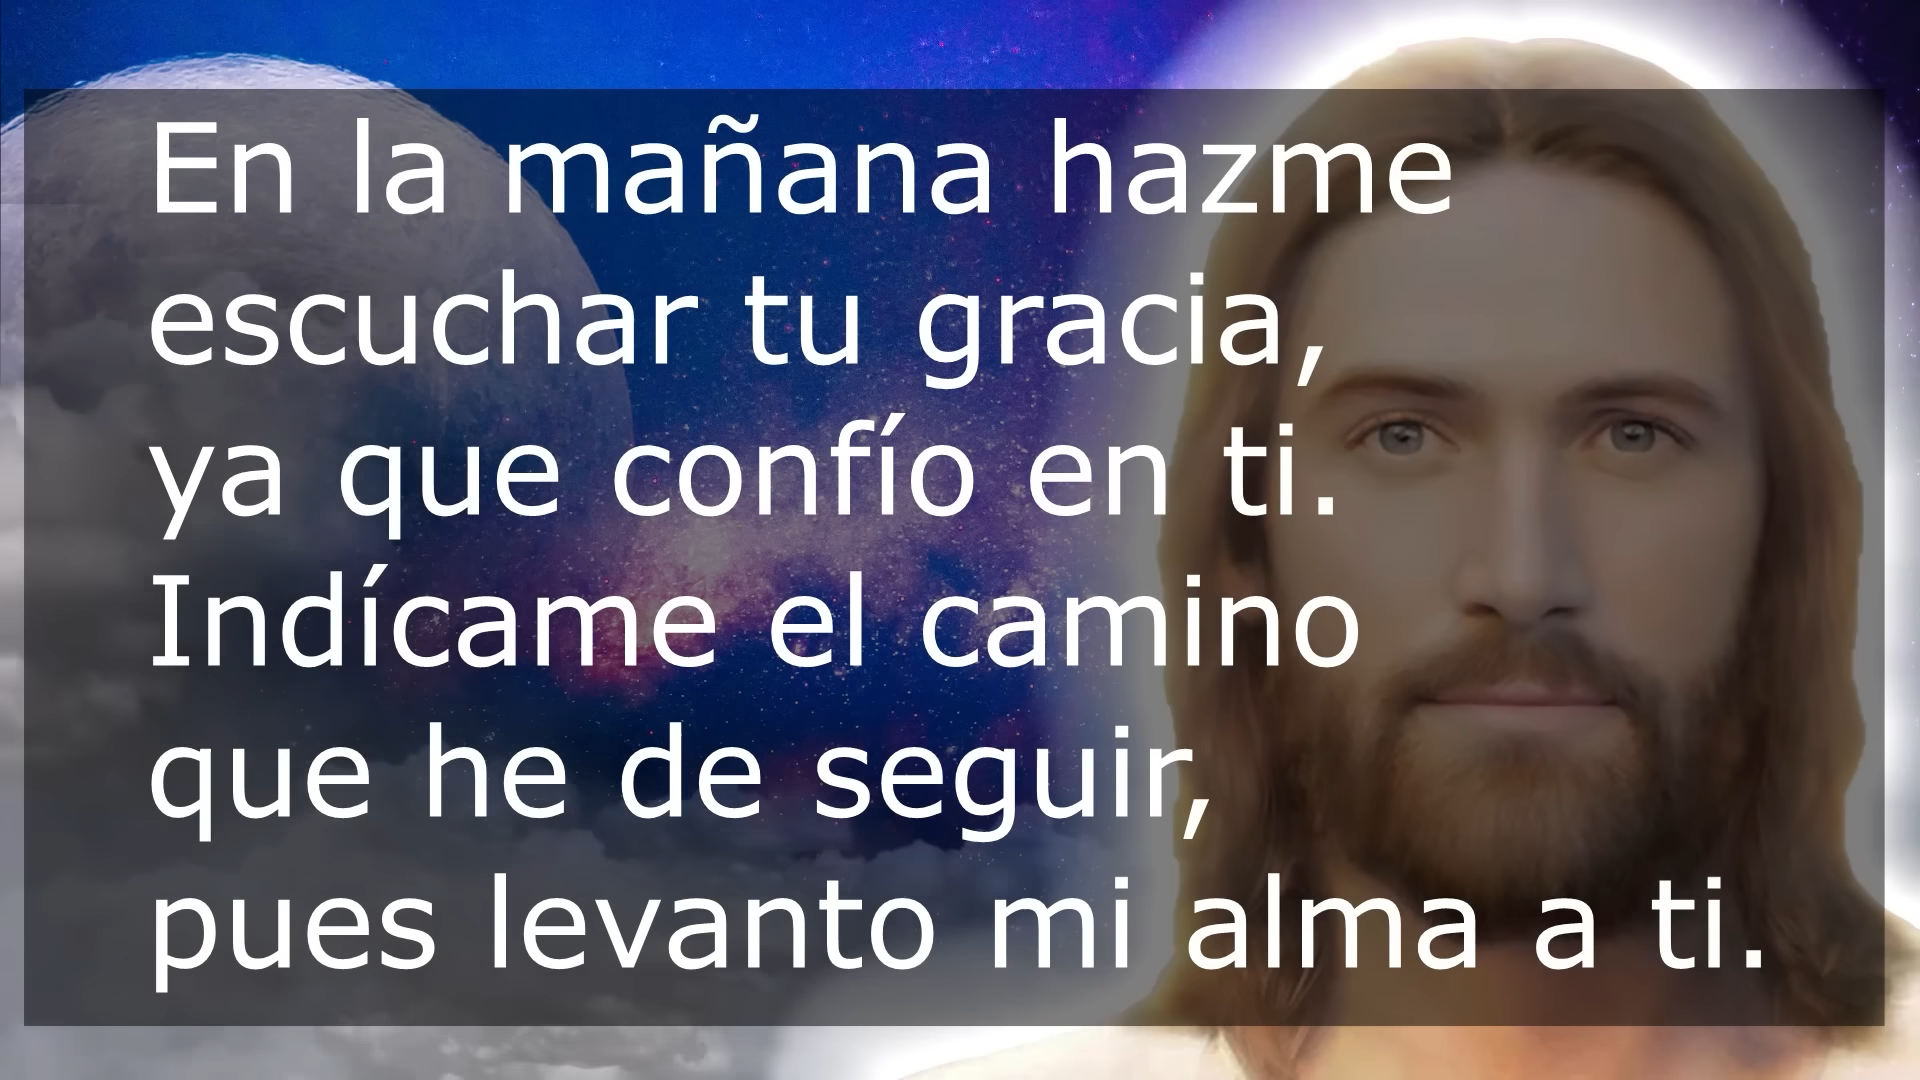 En la mañana hazme
escuchar tu gracia,
ya que confío en ti.
Indícame el camino
que he de seguir,
pues levanto mi alma a ti.